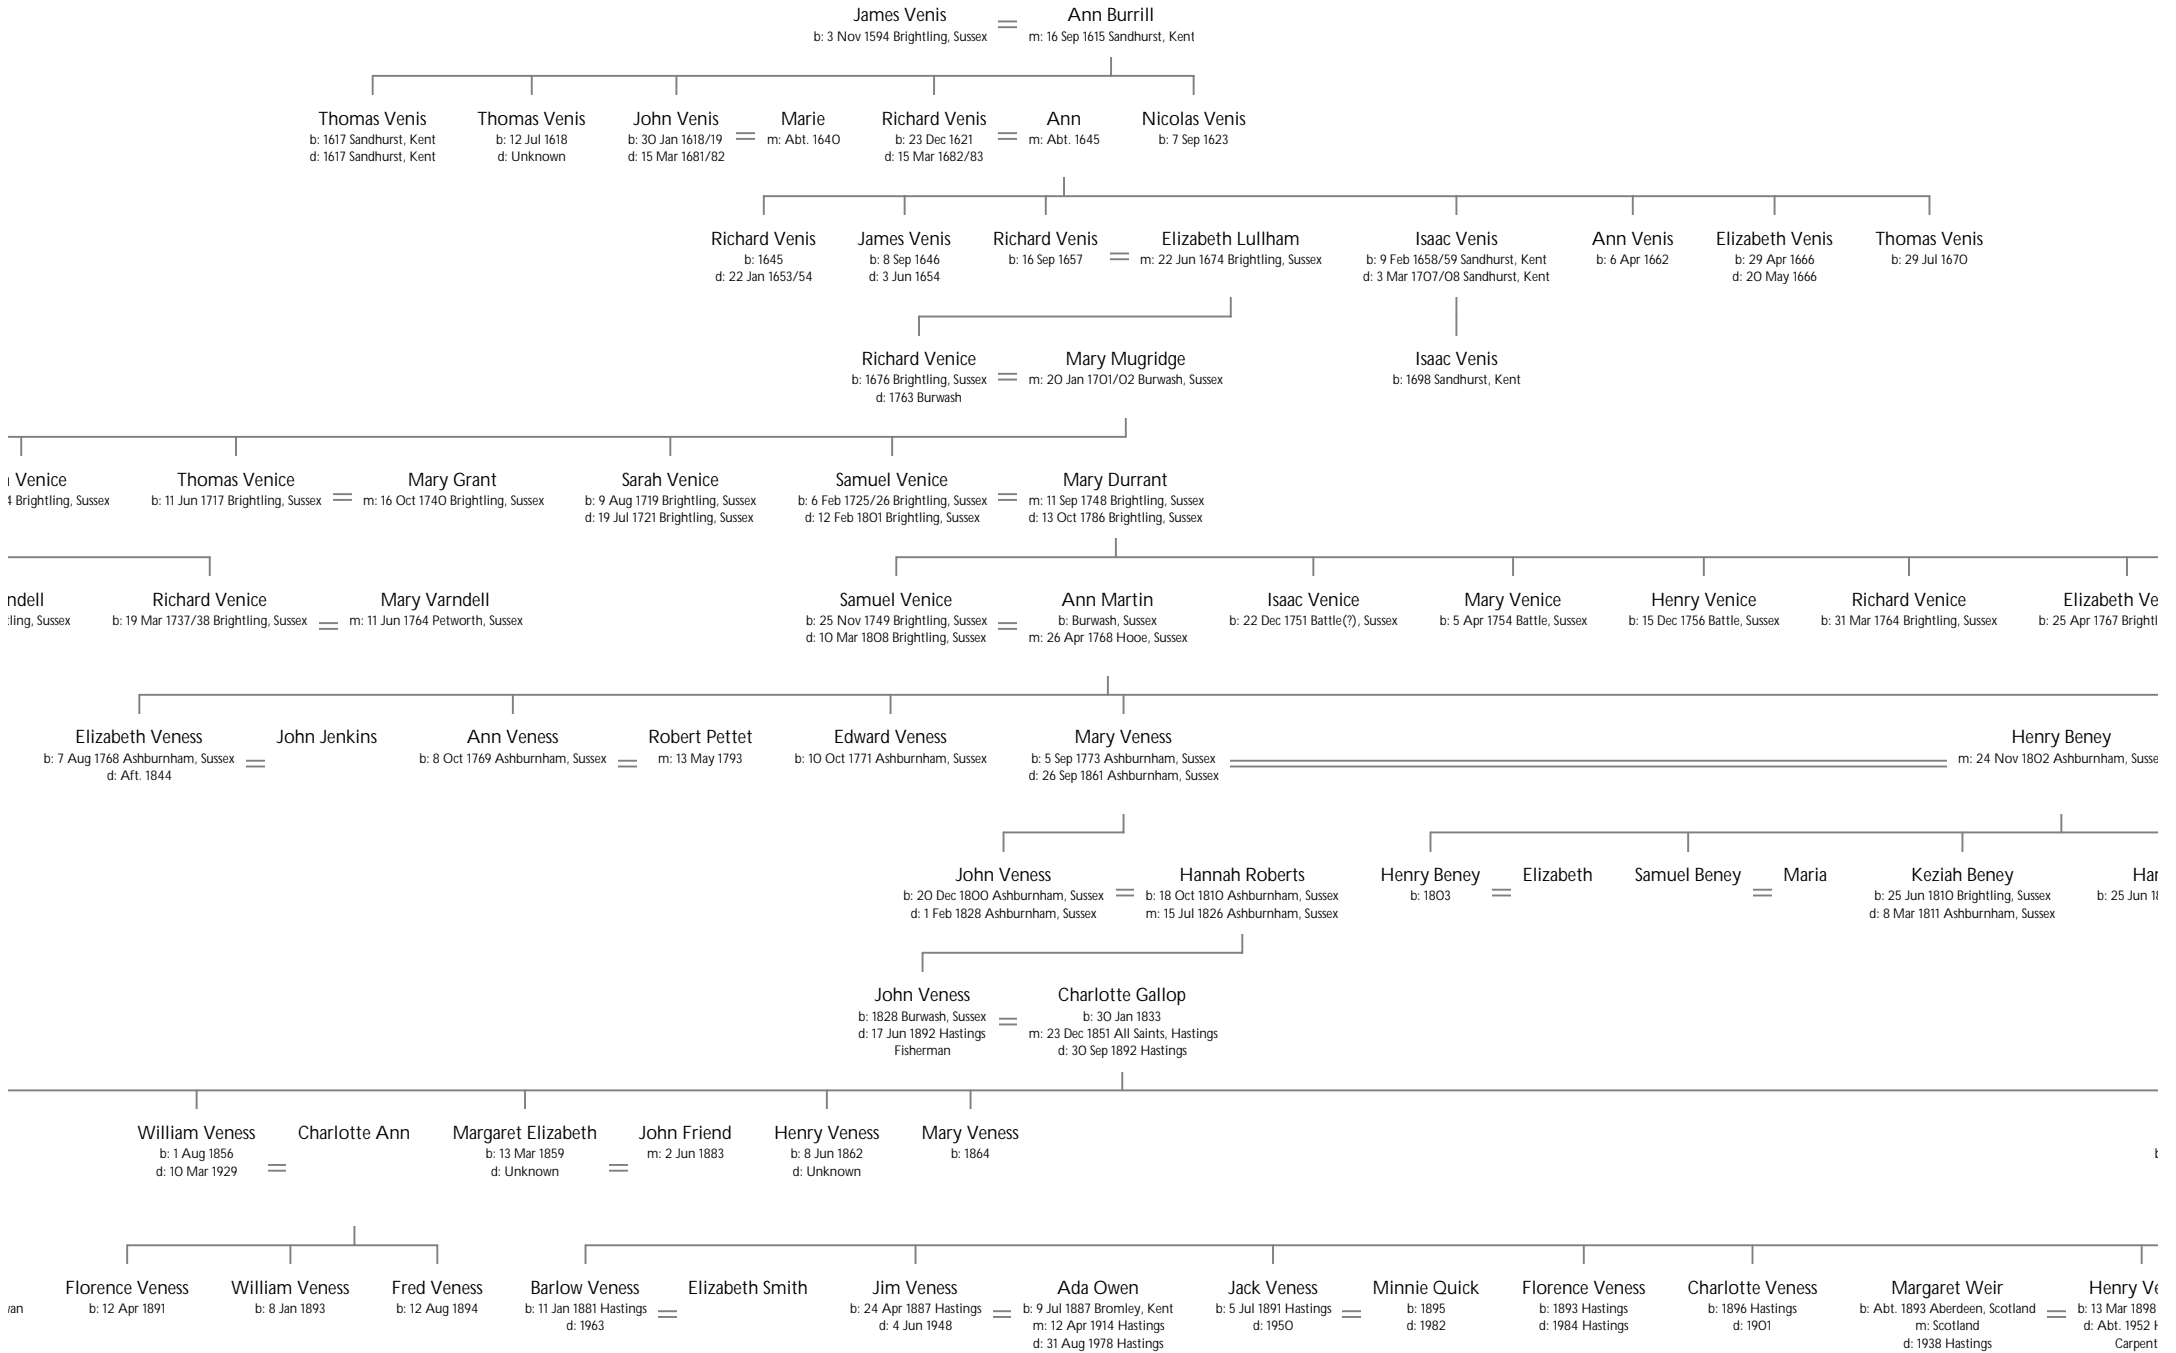 James Venis
b: 3 Nov 1594 Brightling, Sussex
Ann Burrill
m: 16 Sep 1615 Sandhurst, Kent
Thomas Venis
b: 1617 Sandhurst, Kent
d: 1617 Sandhurst, Kent
Thomas Venis
b: 12 Jul 1618
d: Unknown
John Venis
b: 30 Jan 1618/19
d: 15 Mar 1681/82
Marie
m: Abt. 1640
Richard Venis
b: 23 Dec 1621
d: 15 Mar 1682/83
Ann
m: Abt. 1645
Nicolas Venis
b: 7 Sep 1623
Richard Venis
b: 1645
d: 22 Jan 1653/54
James Venis
b: 8 Sep 1646
d: 3 Jun 1654
Richard Venis
b: 16 Sep 1657
Elizabeth Lullham
m: 22 Jun 1674 Brightling, Sussex
Isaac Venis
b: 9 Feb 1658/59 Sandhurst, Kent
d: 3 Mar 1707/08 Sandhurst, Kent
Ann Venis
b: 6 Apr 1662
Elizabeth Venis
b: 29 Apr 1666
d: 20 May 1666
Thomas Venis
b: 29 Jul 1670
Richard Venice
b: 1676 Brightling, Sussex
d: 1763 Burwash
Mary Mugridge
m: 20 Jan 1701/02 Burwash, Sussex
Isaac Venis
b: 1698 Sandhurst, Kent
Venice
4 Brightling, Sussex
Thomas Venice
b: 11 Jun 1717 Brightling, Sussex
Mary Grant
m: 16 Oct 1740 Brightling, Sussex
Sarah Venice
b: 9 Aug 1719 Brightling, Sussex
d: 19 Jul 1721 Brightling, Sussex
Samuel Venice
b: 6 Feb 1725/26 Brightling, Sussex
d: 12 Feb 1801 Brightling, Sussex
Mary Durrant
m: 11 Sep 1748 Brightling, Sussex
d: 13 Oct 1786 Brightling, Sussex
ndell
ling, Sussex
Richard Venice
b: 19 Mar 1737/38 Brightling, Sussex
Mary Varndell
m: 11 Jun 1764 Petworth, Sussex
Samuel Venice
b: 25 Nov 1749 Brightling, Sussex
d: 10 Mar 1808 Brightling, Sussex
Ann Martin
b: Burwash, Sussex
m: 26 Apr 1768 Hooe, Sussex
Isaac Venice
b: 22 Dec 1751 Battle(?), Sussex
Mary Venice
b: 5 Apr 1754 Battle, Sussex
Henry Venice
b: 15 Dec 1756 Battle, Sussex
Richard Venice
b: 31 Mar 1764 Brightling, Sussex
Elizabeth Ve
b: 25 Apr 1767 Brightl
Elizabeth Veness
b: 7 Aug 1768 Ashburnham, Sussex
d: Aft. 1844
John Jenkins
Ann Veness
b: 8 Oct 1769 Ashburnham, Sussex
Robert Pettet
m: 13 May 1793
Edward Veness
b: 10 Oct 1771 Ashburnham, Sussex
Mary Veness
b: 5 Sep 1773 Ashburnham, Sussex
d: 26 Sep 1861 Ashburnham, Sussex
Henry Beney
m: 24 Nov 1802 Ashburnham, Susse
John Veness
b: 20 Dec 1800 Ashburnham, Sussex
d: 1 Feb 1828 Ashburnham, Sussex
Hannah Roberts
b: 18 Oct 1810 Ashburnham, Sussex
m: 15 Jul 1826 Ashburnham, Sussex
Henry Beney
b: 1803
Elizabeth
Samuel Beney
Maria
Keziah Beney
b: 25 Jun 1810 Brightling, Sussex
d: 8 Mar 1811 Ashburnham, Sussex
Har
b: 25 Jun 18
John Veness
b: 1828 Burwash, Sussex
d: 17 Jun 1892 Hastings
Fisherman
Charlotte Gallop
b: 30 Jan 1833
m: 23 Dec 1851 All Saints, Hastings
d: 30 Sep 1892 Hastings
William Veness
b: 1 Aug 1856
d: 10 Mar 1929
Charlotte Ann
Margaret Elizabeth
b: 13 Mar 1859
d: Unknown
John Friend
m: 2 Jun 1883
Henry Veness
b: 8 Jun 1862
d: Unknown
Mary Veness
b: 1864
van
Florence Veness
b: 12 Apr 1891
William Veness
b: 8 Jan 1893
Fred Veness
b: 12 Aug 1894
Barlow Veness
b: 11 Jan 1881 Hastings
d: 1963
Elizabeth Smith
Jim Veness
b: 24 Apr 1887 Hastings
d: 4 Jun 1948
Ada Owen
b: 9 Jul 1887 Bromley, Kent
m: 12 Apr 1914 Hastings
d: 31 Aug 1978 Hastings
Jack Veness
b: 5 Jul 1891 Hastings
d: 1950
Minnie Quick
b: 1895
d: 1982
Florence Veness
b: 1893 Hastings
d: 1984 Hastings
Charlotte Veness
b: 1896 Hastings
d: 1901
Margaret Weir
b: Abt. 1893 Aberdeen, Scotland
m: Scotland
d: 1938 Hastings
Henry Ve
b: 13 Mar 1898
d: Abt. 1952 H
Carpent